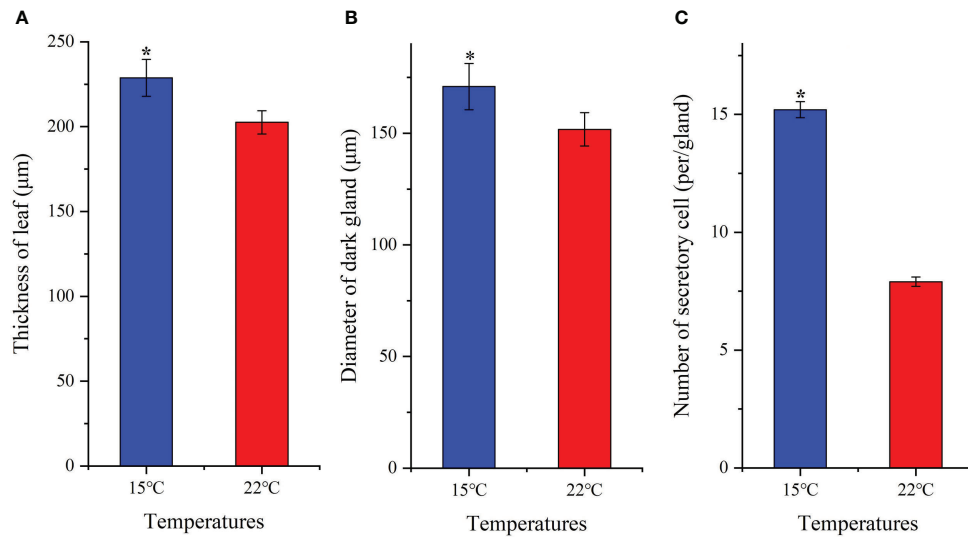 A
Thickness of leaf (μm)
250
200
150
100
50
0
*
15℃
22℃
Temperatures
B
Diameter of dark gland (μm)
150
100
50
0
*
15℃
22℃
Temperatures
C
Number of secretory cell (per/gland)
15
15
5
0
*
15℃
22℃
Temperatures